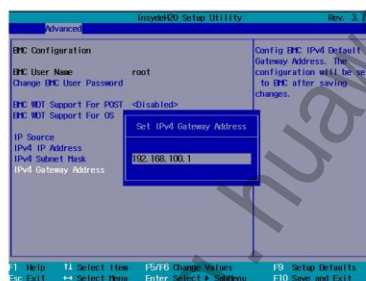 InsydeH2O Setup Utility Rev. 3.7
Advanced
BMC Configuration
BMC User Name root
Change BMC User Password
BMC WDT Support For POST <Disabled>
BMC WDT Support For OS
IP Source
IPv4 IP Address
IPv4 Subnet Mask
IPv4 Gateway Address
Set IPv4 Gateway Address
192.168.100.1
Config BMC IPv4 Default
Gateway Address. The
configuration will be se
to BMC after saving
changes.
F1 Help ↑↓ Select Item F5/F6 Change Values F9 Setup Defaults
Esc Exit ↔ Select Menu Enter Select ▶ SubMenu F10 Save and Exit
. huaw